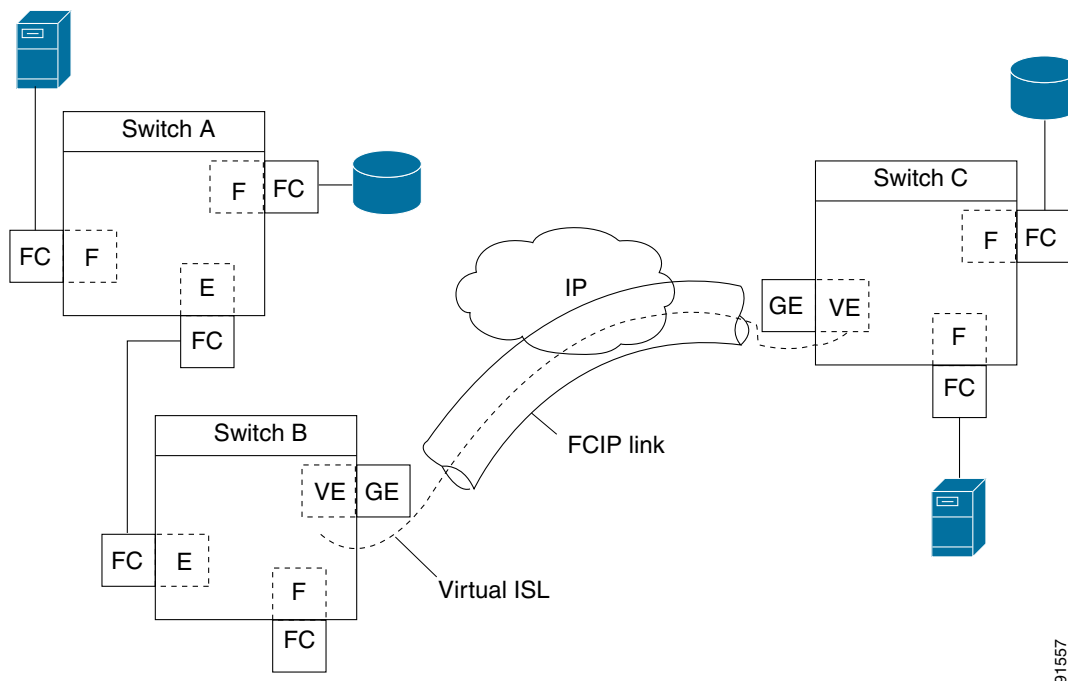 Switch A
F
FC
FC
F
E
FC
Switch B
VE
GE
FC
E
F
FC
IP
FCIP link
Virtual ISL
Switch C
F
FC
GE
VE
F
FC
91557